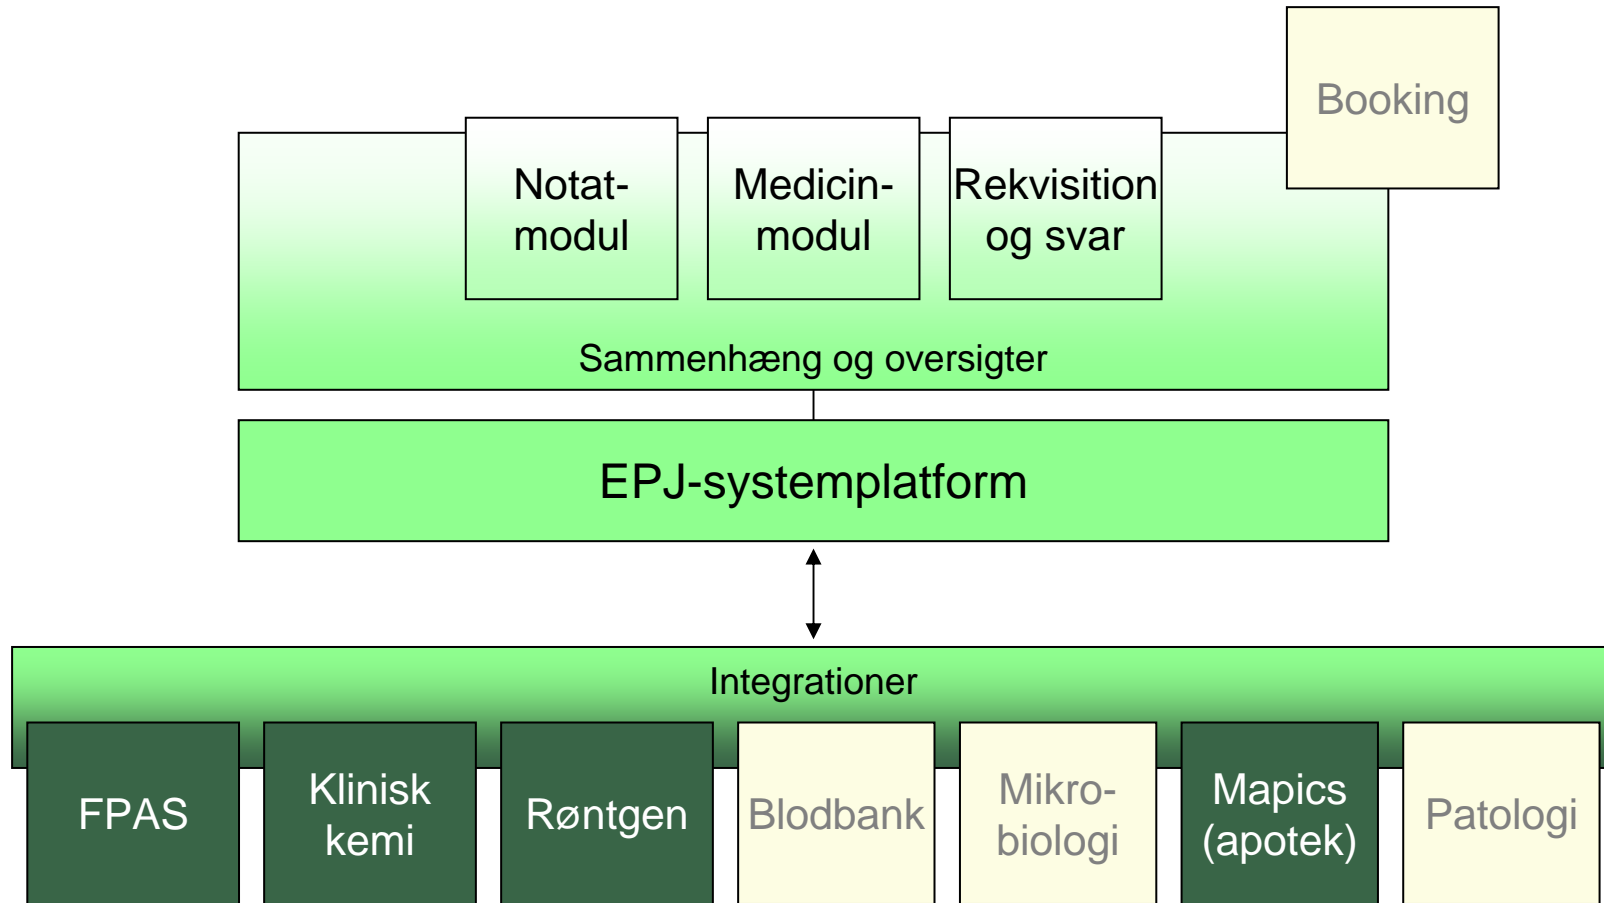 Booking
Notat-
modul
Medicin-
modul
Rekvisition
og svar
Sammenhæng og oversigter
EPJ-systemplatform
Integrationer
FPAS
Klinisk
kemi
Røntgen
Blodbank
Mikro-
biologi
Mapics
(apotek)
Patologi